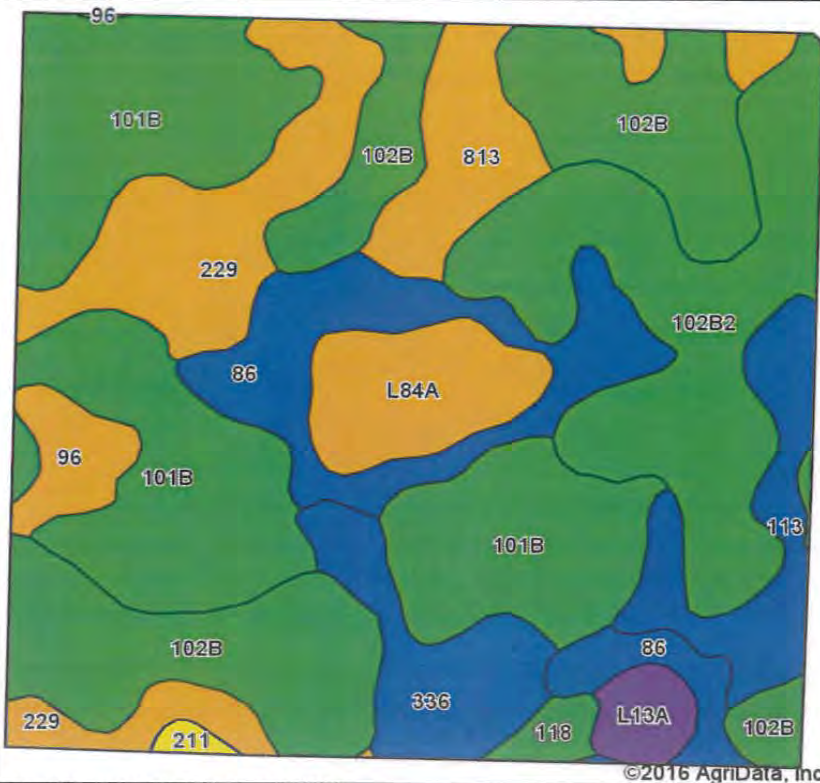 96
101B
102B
102B
813
229
102B2
86
L84A
96
101B
113
101B
102B
86
336
L13A
229
118
102B
211
©2016 AgriData, Inc